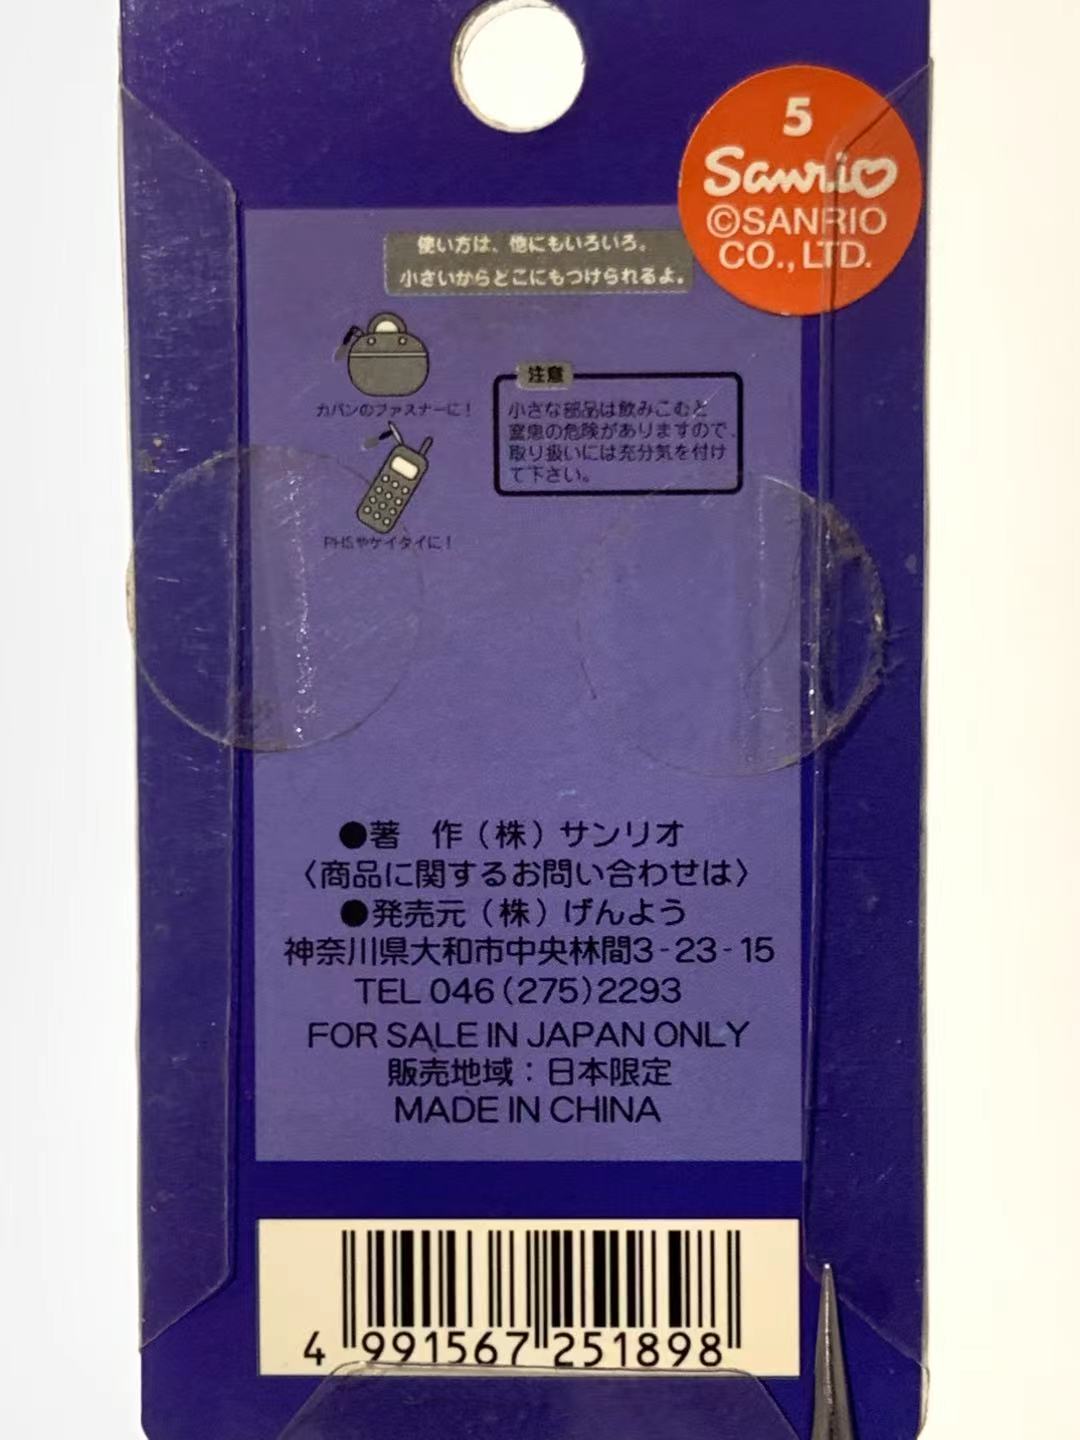 5
Sanrio
©SANRIO
CO., LTD.
使い方は、他にもいろいろ。
小さいからどこにもつけられるよ。
カバンのファスナーに!
PHSやケイタイに!
注意
小さな部品は飲みこむと
窒息の危険がありますので、
取り扱いには充分気を付け
て下さい。
●著 作(株)サンリオ
〈商品に関するお問い合わせは〉
●発売元(株)げんよう
神奈川県大和市中央林間3-23-15
TEL 046(275)2293
FOR SALE IN JAPAN ONLY
販売地域:日本限定
MADE IN CHINA
4 991567 251898